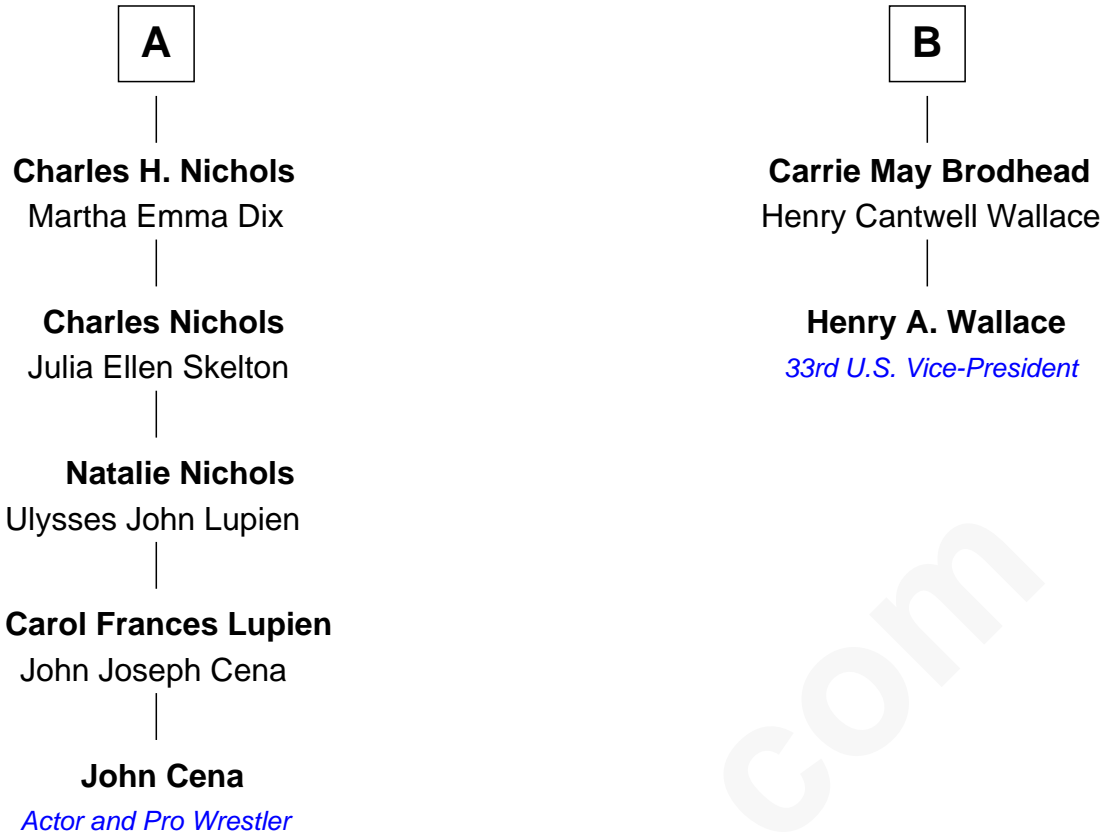 A
Charles H. Nichols
Martha Emma Dix
Charles Nichols
Julia Ellen Skelton
Natalie Nichols
Ulysses John Lupien
Carol Frances Lupien
John Joseph Cena
John Cena
Actor and Pro Wrestler
B
Carrie May Brodhead
Henry Cantwell Wallace
Henry A. Wallace
33rd U.S. Vice-President
com